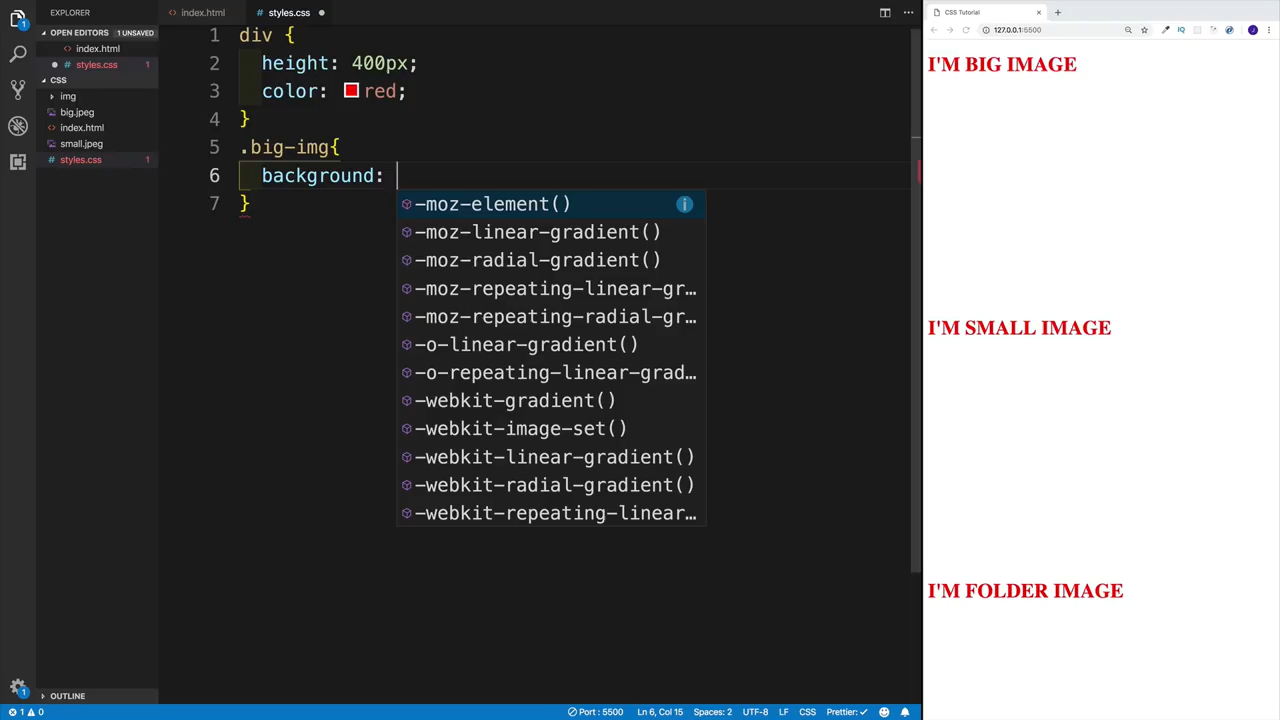 EXPLORER
OPEN EDITORS 1 UNSAVED
index.html
# styles.css 1
CSS
img
big.jpeg
<> index.html
small.jpeg
# styles.css 1
OUTLINE
<> index.html
# styles.css
1 div {
2 height: 400px;
3 color: red;
4 }
5 .big-img{
6 background:
7 }
-moz-element()
-moz-linear-gradient()
-moz-radial-gradient()
-moz-repeating-linear-gr…
-moz-repeating-radial-gr…
-o-linear-gradient()
-o-repeating-linear-grad…
-webkit-gradient()
-webkit-image-set()
-webkit-linear-gradient()
-webkit-radial-gradient()
-webkit-repeating-linear…
1 0
Port : 5500
Ln 6, Col 15
Spaces: 2
UTF-8
LF
CSS
Prettier: ✓
CSS Tutorial
127.0.0.1:5500
IQ
J
I'M BIG IMAGE
I'M SMALL IMAGE
I'M FOLDER IMAGE